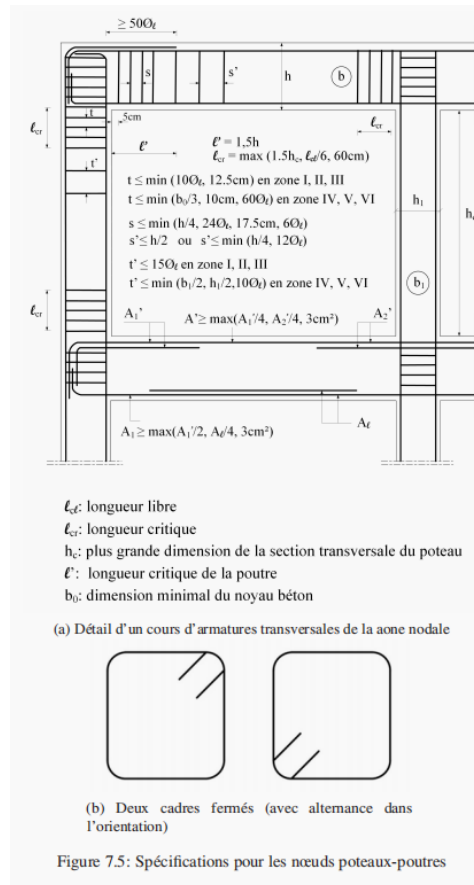 ≥ 50Øℓ
s
s'
h
b
ℓcr
t
5cm
ℓ'
ℓcr
t'
ℓ' = 1,5h
ℓcr = max (1.5hc, ℓcℓ/6, 60cm)
t ≤ min (10Øℓ, 12.5cm) en zone I, II, III
t ≤ min (b0/3, 10cm, 60Øℓ) en zone IV, V, VI
h1
s ≤ min (h/4, 24Øt, 17.5cm, 6Øℓ)
s' ≤ h/2 ou s' ≤ min (h/4, 12Øℓ)
t' ≤ 15Øℓ en zone I, II, III
t' ≤ min (b1/2, h1/2,10Øℓ) en zone IV, V, VI
b1
ℓcr
A1'
A' ≥ max(A1'/4, A2'/4, 3cm²)
A2'
A1 ≥ max(A1'/2, Aℓ/4, 3cm²)
Aℓ
ℓcℓ: longueur libre
ℓcr: longueur critique
hc: plus grande dimension de la section transversale du poteau
ℓ': longueur critique de la poutre
b0: dimension minimal du noyau béton
(a) Détail d'un cours d'armatures transversales de la aone nodale
(b) Deux cadres fermés (avec alternance dans
l'orientation)
Figure 7.5: Spécifications pour les nœuds poteaux-poutres